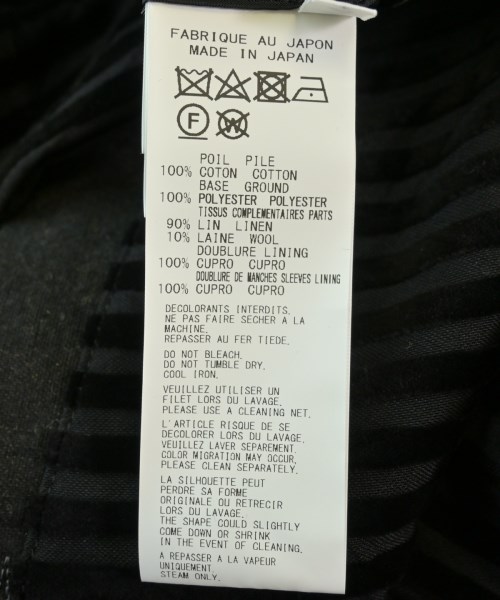 FABRIQUE AU JAPON
MADE IN JAPAN
F W
POIL PILE
100% COTON COTTON
BASE GROUND
100% POLYESTER POLYESTER
TISSUS COMPLEMENTAIRES PARTS
90% LIN LINEN
10% LAINE WOOL
DOUBLURE LINING
100% CUPRO CUPRO
DOUBLURE DE MANCHES SLEEVES LINING
100% CUPRO CUPRO
DECOLORANTS INTERDITS.
NE PAS FAIRE SECHER A LA
MACHINE.
REPASSER AU FER TIEDE.
DO NOT BLEACH.
DO NOT TUMBLE DRY.
COOL IRON.
VEUILLEZ UTILISER UN
FILET LORS DU LAVAGE.
PLEASE USE A CLEANING NET.
L'ARTICLE RISQUE DE SE
DECOLORER LORS DU LAVAGE.
VEUILLEZ LAVER SEPAREMENT.
COLOR MIGRATION MAY OCCUR.
PLEASE CLEAN SEPARATELY.
LA SILHOUETTE PEUT
PERDRE SA FORME
ORIGINALE OU RETRECIR
LORS DU LAVAGE.
THE SHAPE COULD SLIGHTLY
COME DOWN OR SHRINK
IN THE EVENT OF CLEANING.
A REPASSER A LA VAPEUR
UNIQUEMENT.
STEAM ONLY.